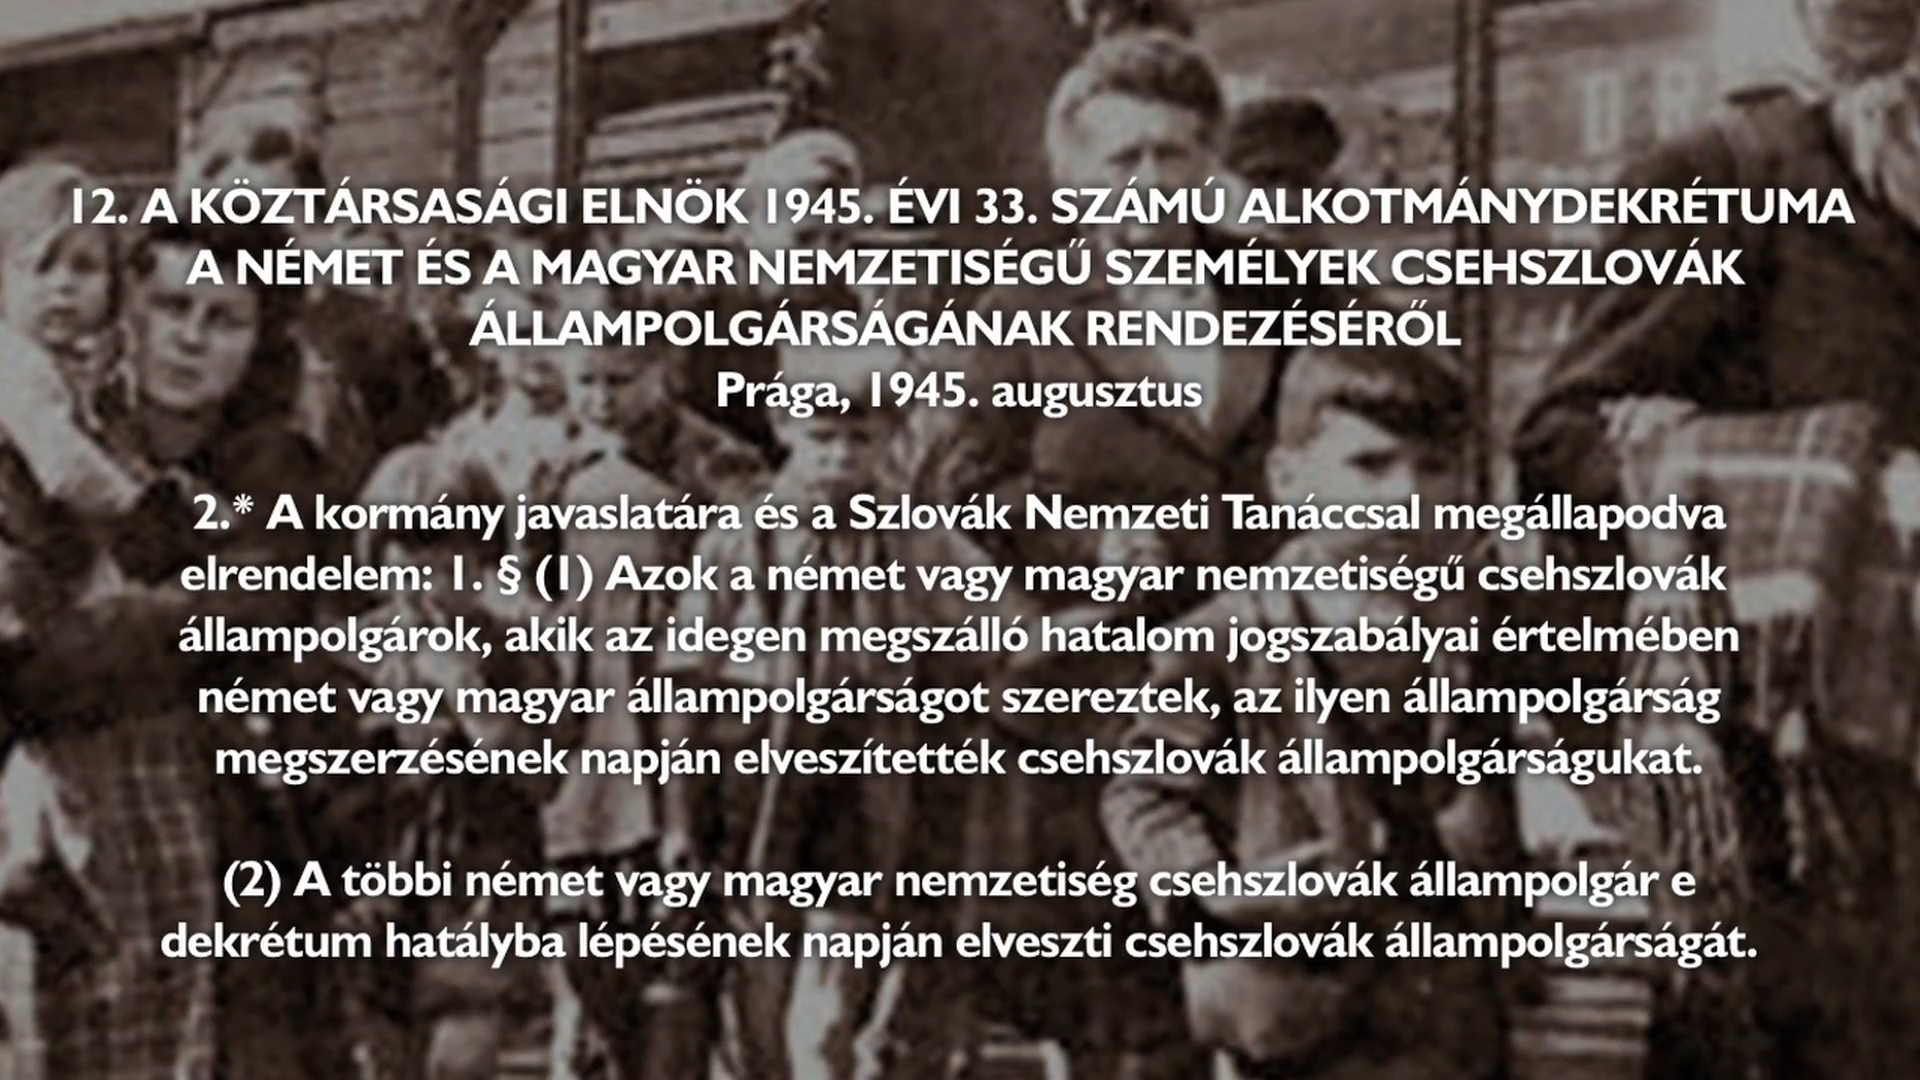 12. A KÖZTÁRSASÁGI ELNÖK 1945. ÉVI 33. SZÁMÚ ALKOTMÁNYDEKRÉTUMA
A NÉMET ÉS A MAGYAR NEMZETISÉGŰ SZEMÉLYEK CSEHSZLOVÁK
ÁLLAMPOLGÁRSÁGÁNAK RENDEZÉSÉRŐL
Prága, 1945. augusztus
2.* A kormány javaslatára és a Szlovák Nemzeti Tanáccsal megállapodva
elrendelem: 1. § (1) Azok a német vagy magyar nemzetiségű csehszlovák
állampolgárok, akik az idegen megszálló hatalom jogszabályai értelmében
német vagy magyar állampolgárságot szereztek, az ilyen állampolgárság
megszerzésének napján elveszítették csehszlovák állampolgárságukat.
(2) A többi német vagy magyar nemzetiség csehszlovák állampolgár e
dekrétum hatályba lépésének napján elveszti csehszlovák állampolgárságát.